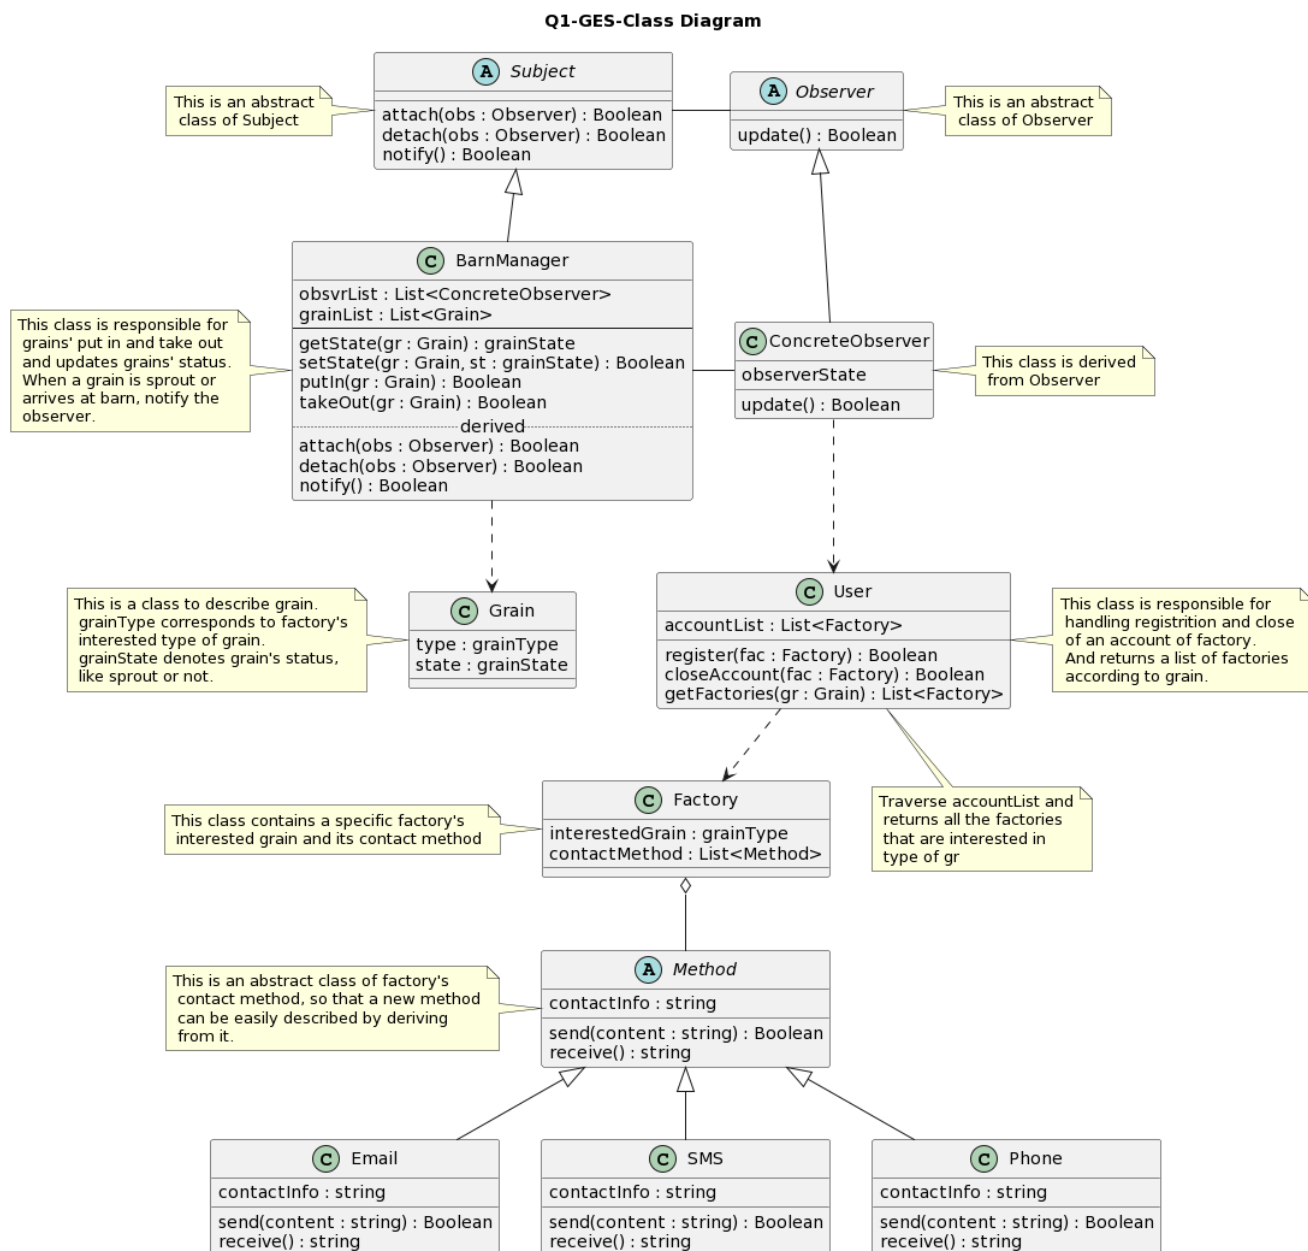 Q1-GES-Class Diagram
This is an abstract
class of Subject
A Subject
attach(obs : Observer) : Boolean
detach(obs : Observer) : Boolean
notify() : Boolean
A Observer
update() : Boolean
This is an abstract
class of Observer
This class is responsible for
grains' put in and take out
and updates grains' status.
When a grain is sprout or
arrives at barn, notify the
observer.
C BarnManager
obsvrList : List<ConcreteObserver>
grainList : List<Grain>
getState(gr : Grain) : grainState
setState(gr : Grain, st : grainState) : Boolean
putIn(gr : Grain) : Boolean
takeOut(gr : Grain) : Boolean
derived
attach(obs : Observer) : Boolean
detach(obs : Observer) : Boolean
notify() : Boolean
C ConcreteObserver
observerState
update() : Boolean
This class is derived
from Observer
This is a class to describe grain.
grainType corresponds to factory's
interested type of grain.
grainState denotes grain's status,
like sprout or not.
C Grain
type : grainType
state : grainState
C User
accountList : List<Factory>
register(fac : Factory) : Boolean
closeAccount(fac : Factory) : Boolean
getFactories(gr : Grain) : List<Factory>
This class is responsible for
handling registrition and close
of an account of factory.
And returns a list of factories
according to grain.
This class contains a specific factory's
interested grain and its contact method
C Factory
interestedGrain : grainType
contactMethod : List<Method>
Traverse accountList and
returns all the factories
that are interested in
type of gr
This is an abstract class of factory's
contact method, so that a new method
can be easily described by deriving
from it.
A Method
contactInfo : string
send(content : string) : Boolean
receive() : string
C Email
contactInfo : string
send(content : string) : Boolean
receive() : string
C SMS
contactInfo : string
send(content : string) : Boolean
receive() : string
C Phone
contactInfo : string
send(content : string) : Boolean
receive() : string